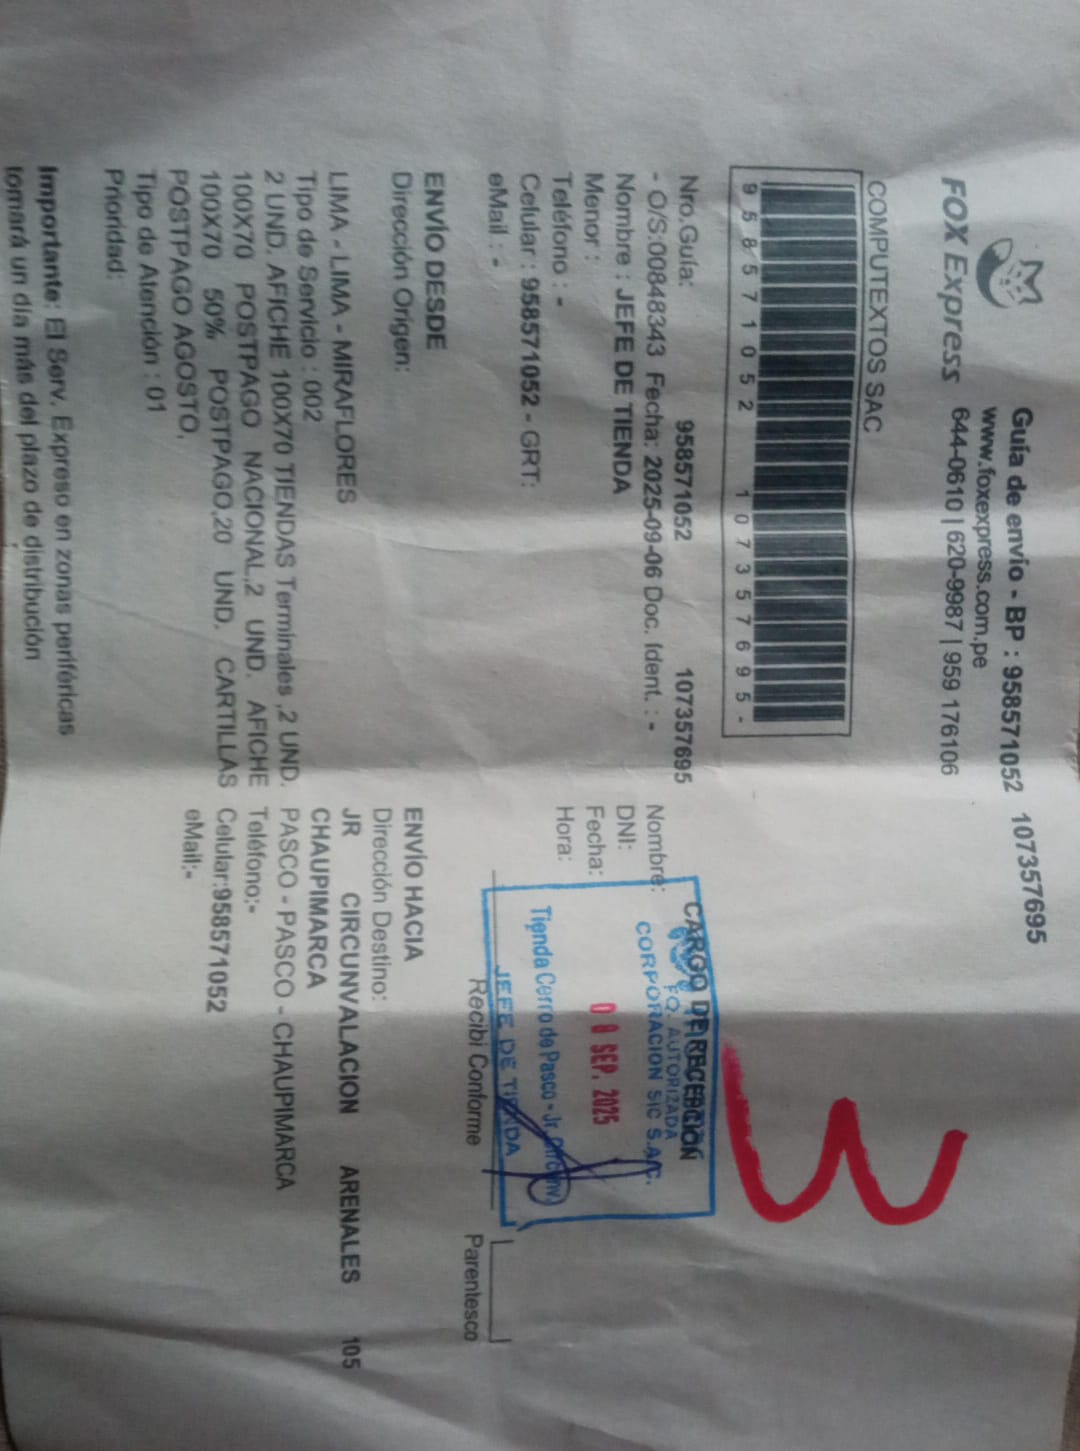 FOX Express
Guía de envío - BP : 958571052 107357695
www.foxexpress.com.pe
644-0610 | 620-9987 | 959 176106
COMPUTEXTOS SAC
958571052 107357695-
3
Nro.Guía: 958571052 107357695
- O/S:00848343 Fecha: 2025-09-06 Doc. Ident. : -
Nombre : JEFE DE TIENDA
Menor :
Teléfono : -
Celular : 958571052 - GRT:
eMail : -
CARGO DE RECEPCION
Nombre:
DNI:
Fecha:
Hora:
FQ. AUTORIZADA
CORPORACION SIC S.A.C.
0 8 SEP. 2025
Tienda Cerro de Pasco - Jr. Circunv.
JEFE DE TIENDA
Recibi Conforme
Parentesco
ENVÍO DESDE
Dirección Origen:
LIMA - LIMA - MIRAFLORES
Tipo de Servicio : 002
2 UND. AFICHE 100X70 TIENDAS Terminales ,2 UND.
100X70 POSTPAGO NACIONAL,2 UND. AFICHE
100X70 50% POSTPAGO,20 UND. CARTILLAS
POSTPAGO AGOSTO,
Tipo de Atención : 01
Prioridad:
ENVÍO HACIA
Dirección Destino:
JR CIRCUNVALACION ARENALES 105
CHAUPIMARCA
PASCO - PASCO - CHAUPIMARCA
Teléfono:-
Celular:958571052
eMail:-
Importante: El Serv. Expreso en zonas periféricas
tomará un día más del plazo de distribución